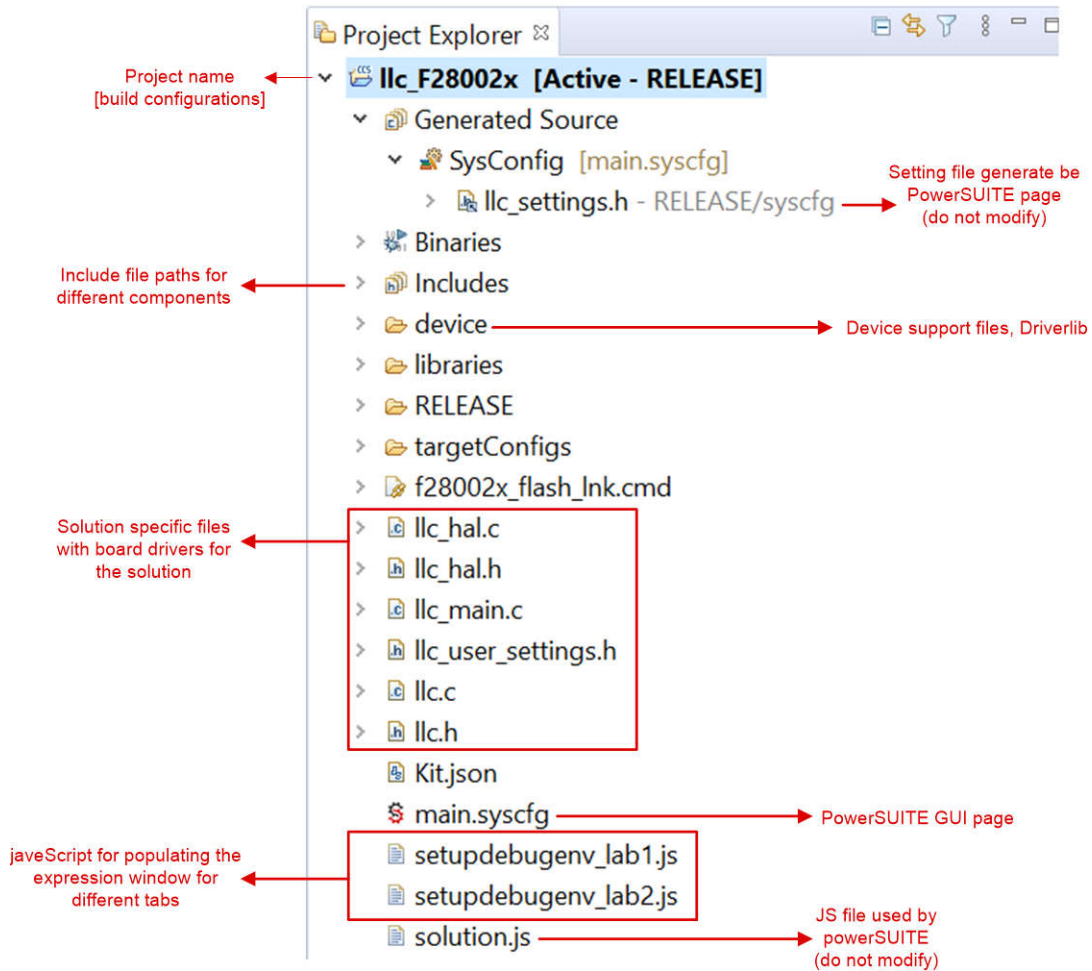 Project Explorer
Project name
[build configurations]
llc_F28002x [Active - RELEASE]
Generated Source
SysConfig [main.syscfg]
llc_settings.h - RELEASE/syscfg
Setting file generate be
PowerSUITE page
(do not modify)
Binaries
Include file paths for
different components
Includes
device
Device support files, Driverlib
libraries
RELEASE
targetConfigs
f28002x_flash_lnk.cmd
Solution specific files
with board drivers for
the solution
llc_hal.c
llc_hal.h
llc_main.c
llc_user_settings.h
llc.c
llc.h
Kit.json
main.syscfg
PowerSUITE GUI page
javeScript for populating the
expression window for
different tabs
setupdebugenv_lab1.js
setupdebugenv_lab2.js
solution.js
JS file used by
powerSUITE
(do not modify)